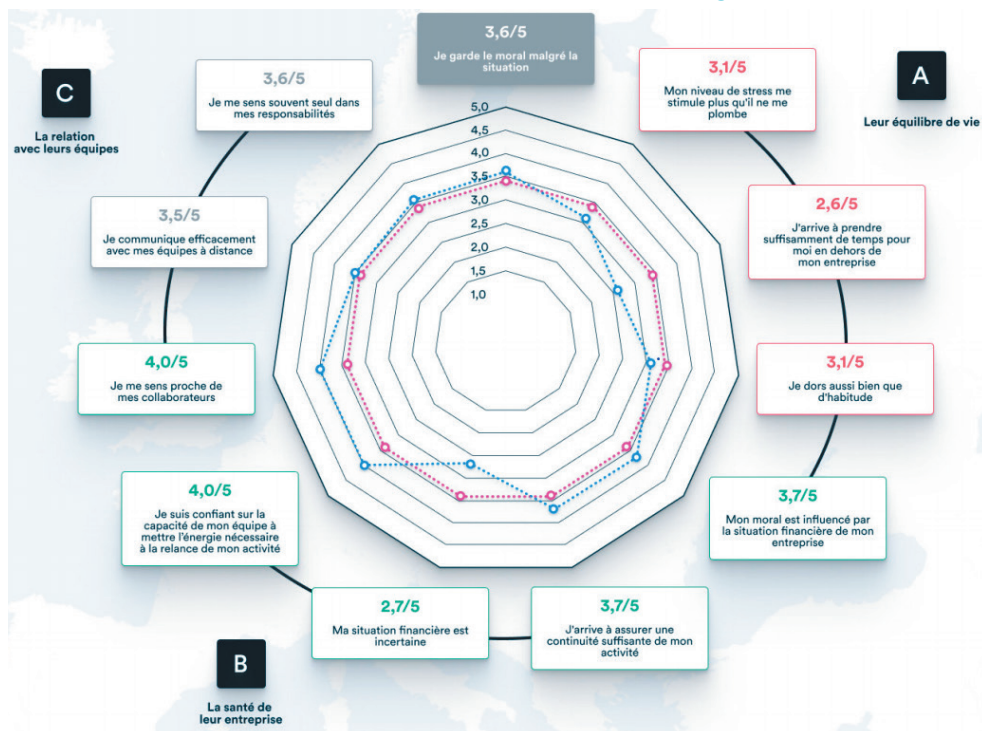 3,6/5
Je garde le moral malgré la
situation
A
Leur équilibre de vie
3,1/5
Mon niveau de stress me
stimule plus qu'il ne me
plombe
2,6/5
J'arrive à prendre
suffisamment de temps pour
moi en dehors de
mon entreprise
3,1/5
Je dors aussi bien que
d'habitude
3,7/5
Mon moral est influencé par
la situation financière de mon
entreprise
3,7/5
J'arrive à assurer une
continuité suffisante de mon
activité
2,7/5
Ma situation financière est
incertaine
B
La santé de
leur entreprise
4,0/5
Je suis confiant sur la
capacité de mon équipe à
mettre l'énergie nécessaire
à la relance de mon activité
4,0/5
Je me sens proche de
mes collaborateurs
3,5/5
Je communique efficacement
avec mes équipes à distance
3,6/5
Je me sens souvent seul dans
mes responsabilités
C
La relation
avec leurs équipes
5,0
4,5
4,0
3,5
3,0
2,5
2,0
1,5
1,0